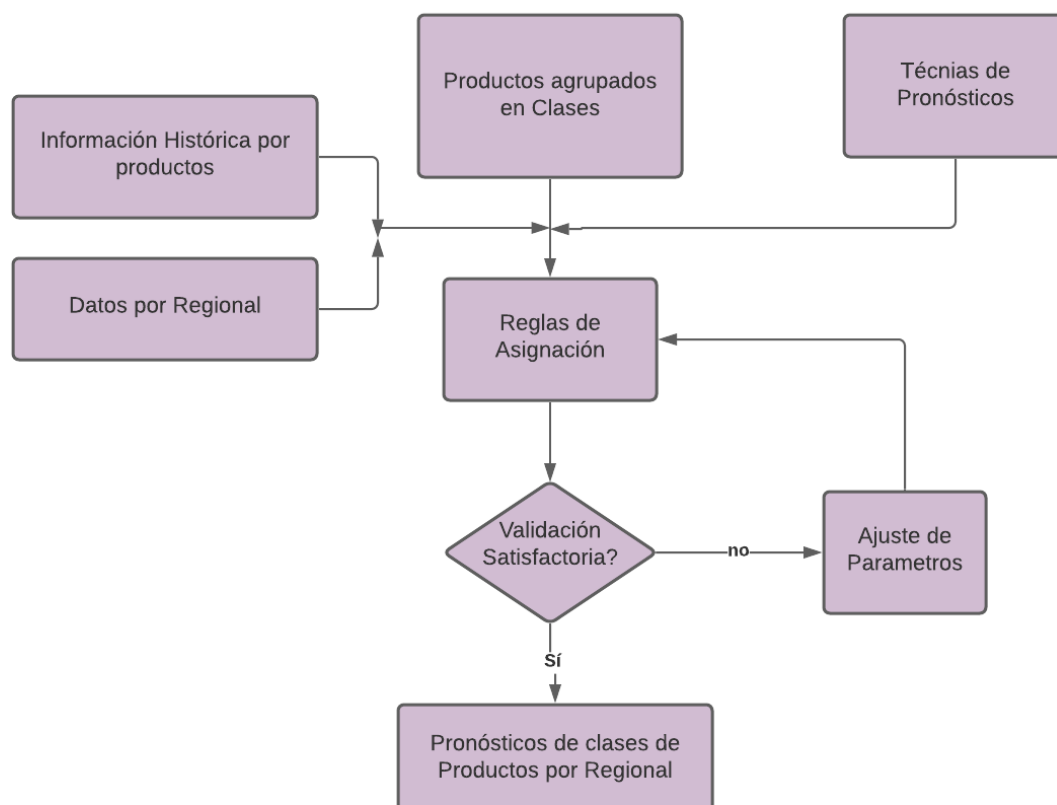 Productos agrupados
en Clases
Técnias de
Pronósticos
Información Histórica por
productos
Datos por Regional
Reglas de
Asignación
Validación
Satisfactoria?
no
Ajuste de
Parametros
Sí
Pronósticos de clases de
Productos por Regional